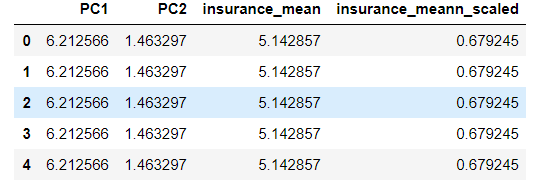 PC1 PC2 insurance_mean insurance_meann_scaled
0 6.212566 1.463297 5.142857 0.679245
1 6.212566 1.463297 5.142857 0.679245
2 6.212566 1.463297 5.142857 0.679245
3 6.212566 1.463297 5.142857 0.679245
4 6.212566 1.463297 5.142857 0.679245